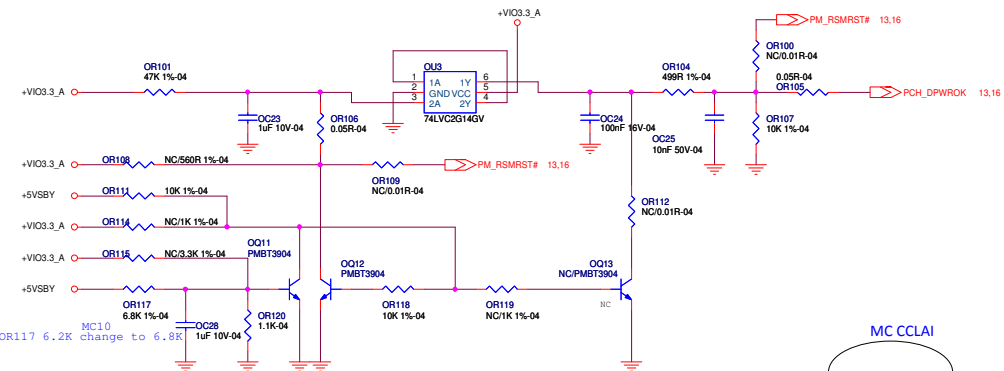 +VIO3.3_A
PM_RSMRST# 13,16
OR100
NC/0.01R-04
OR101
47K 1%-04
OU3
1 1A 1Y 6
2 GND VCC 5
3 2A 2Y 4
74LVC2G14GV
OR104
499R 1%-04
0.05R-04
OR105
PCH_DPWROK 13,16
+VIO3.3_A
OC23
1uF 10V-04
OR106
0.05R-04
OC24
100nF 16V-04
OC25
10nF 50V-04
OR107
10K 1%-04
+VIO3.3_A
OR108
NC/560R 1%-04
PM_RSMRST# 13,16
OR109
NC/0.01R-04
+5VSBY
OR111
10K 1%-04
OR112
NC/0.01R-04
+VIO3.3_A
OR114
NC/1K 1%-04
OQ11
PMBT3904
+VIO3.3_A
OR115
NC/3.3K 1%-04
OQ12
PMBT3904
OQ13
NC/PMBT3904
+5VSBY
OR117
6.8K 1%-04
OR118
10K 1%-04
OR119
NC/1K 1%-04
NC
OC28
1uF 10V-04
OR120
1.1K-04
MC10
OR117 6.2K change to 6.8K
MC CCLAI